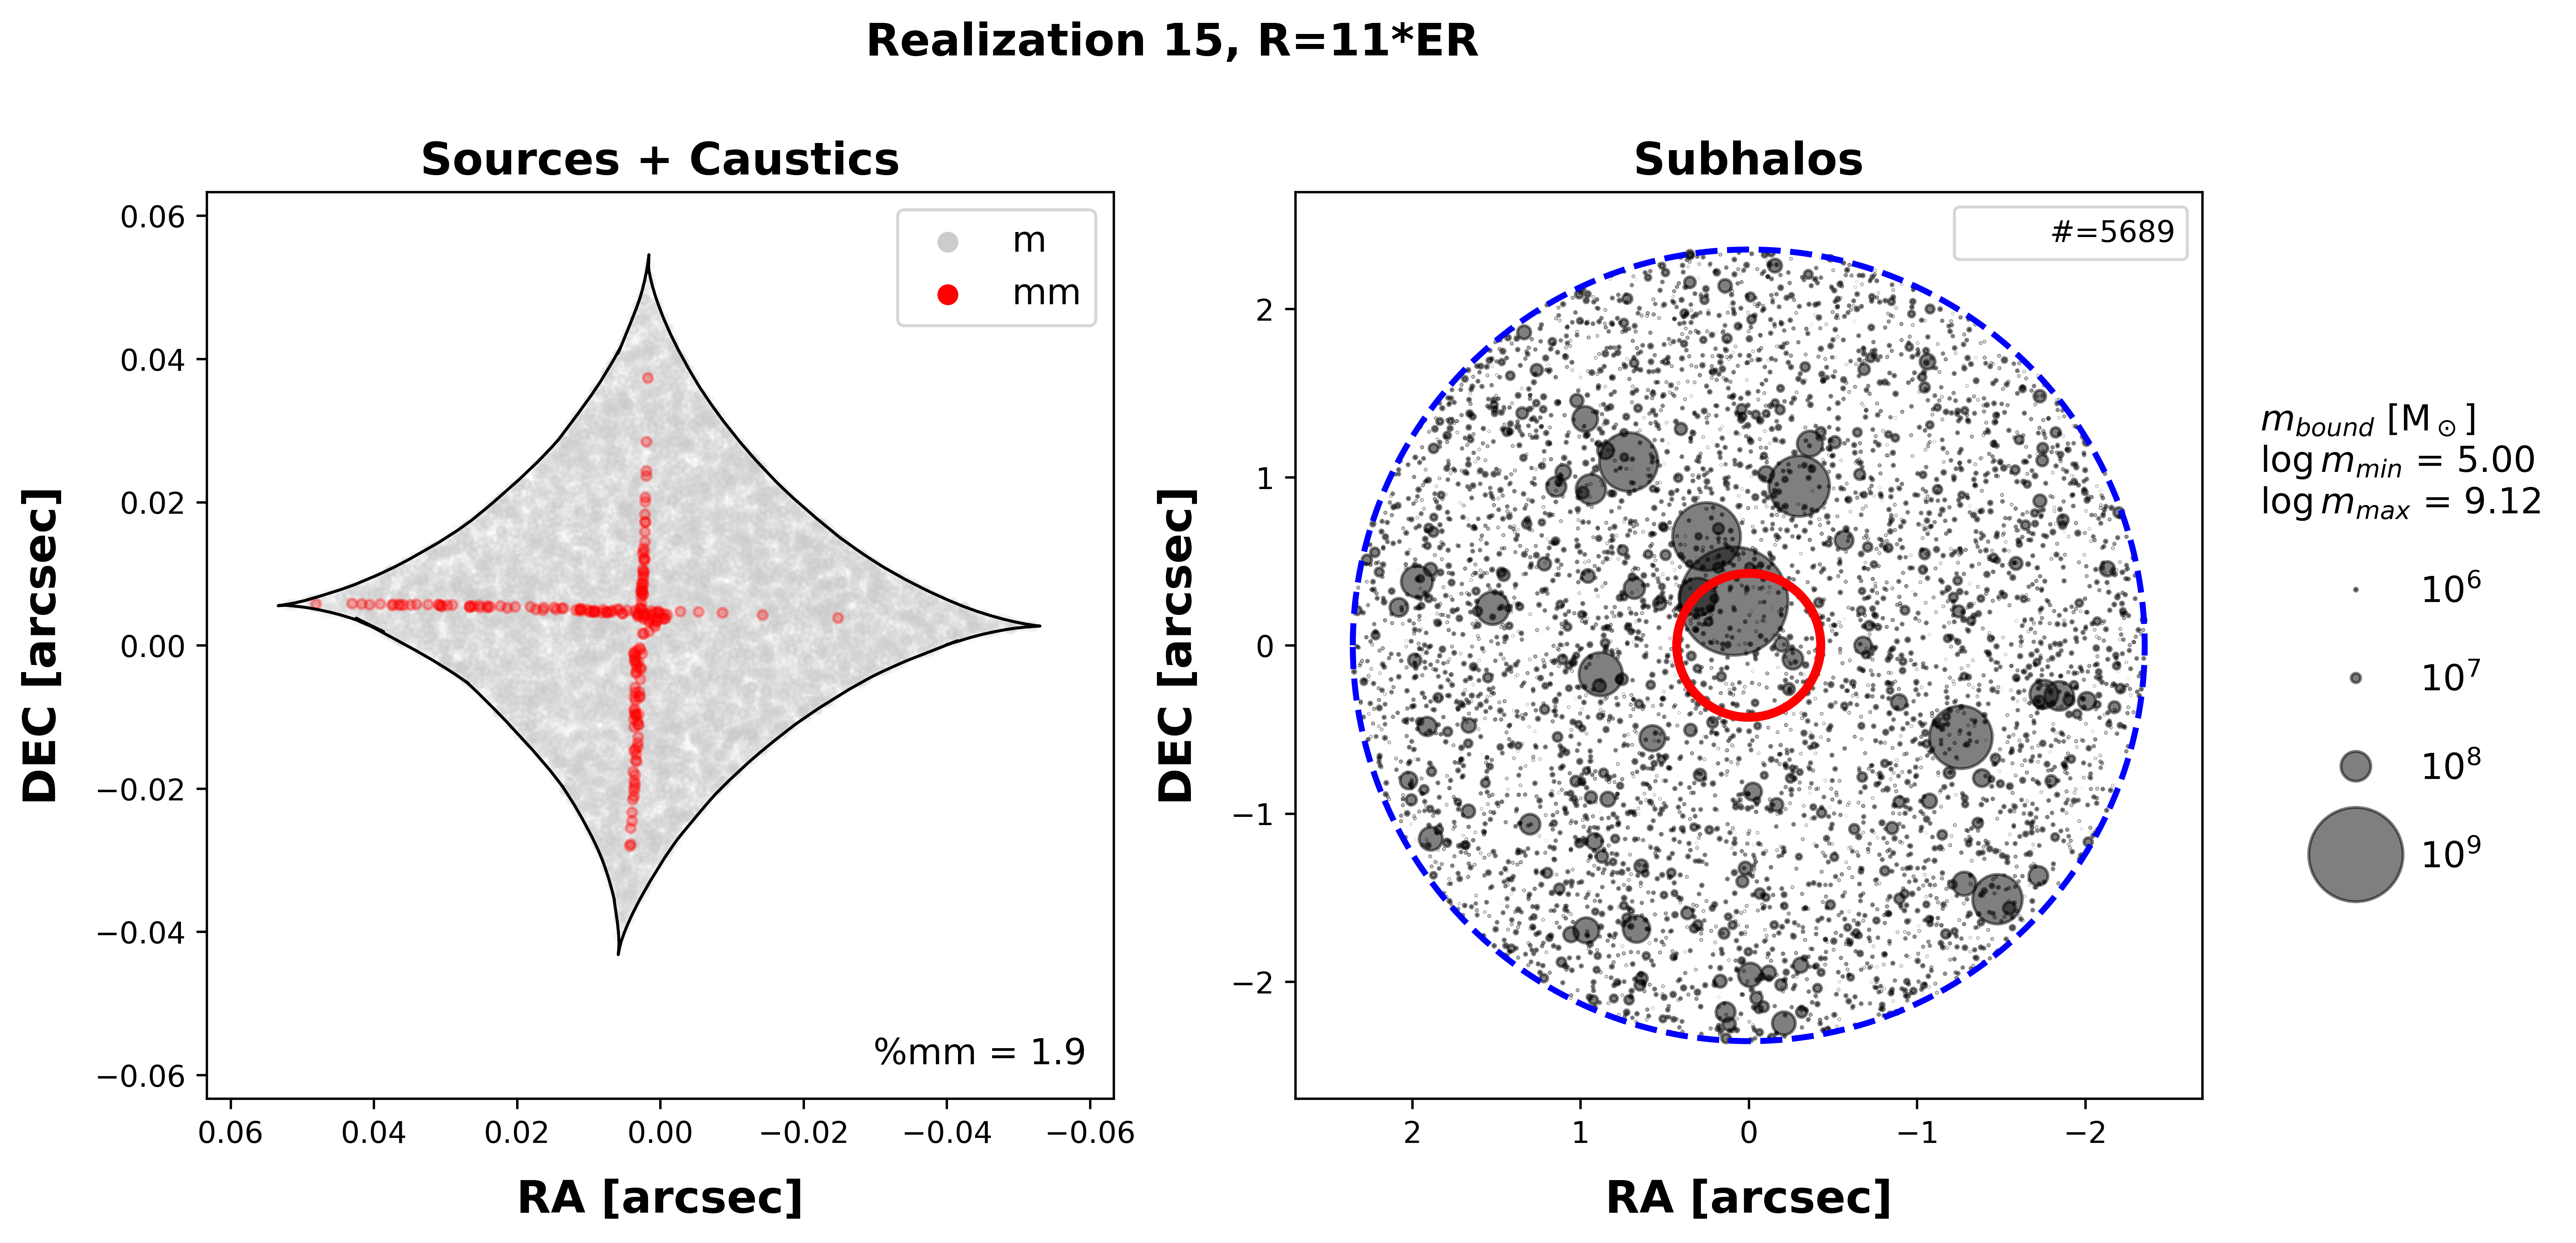 Realization 15, R=11*ER
Sources + Caustics
m
mm
%mm = 1.9
0.06
0.04
0.02
0.00
−0.02
−0.04
−0.06
0.06
0.04
0.02
0.00
−0.02
−0.04
−0.06
RA [arcsec]
DEC [arcsec]
Subhalos
#=5689
2
1
0
−1
−2
2
1
0
−1
−2
RA [arcsec]
DEC [arcsec]
m_bound [M_⊙]
log m_min = 5.00
log m_max = 9.12
10^6
10^7
10^8
10^9